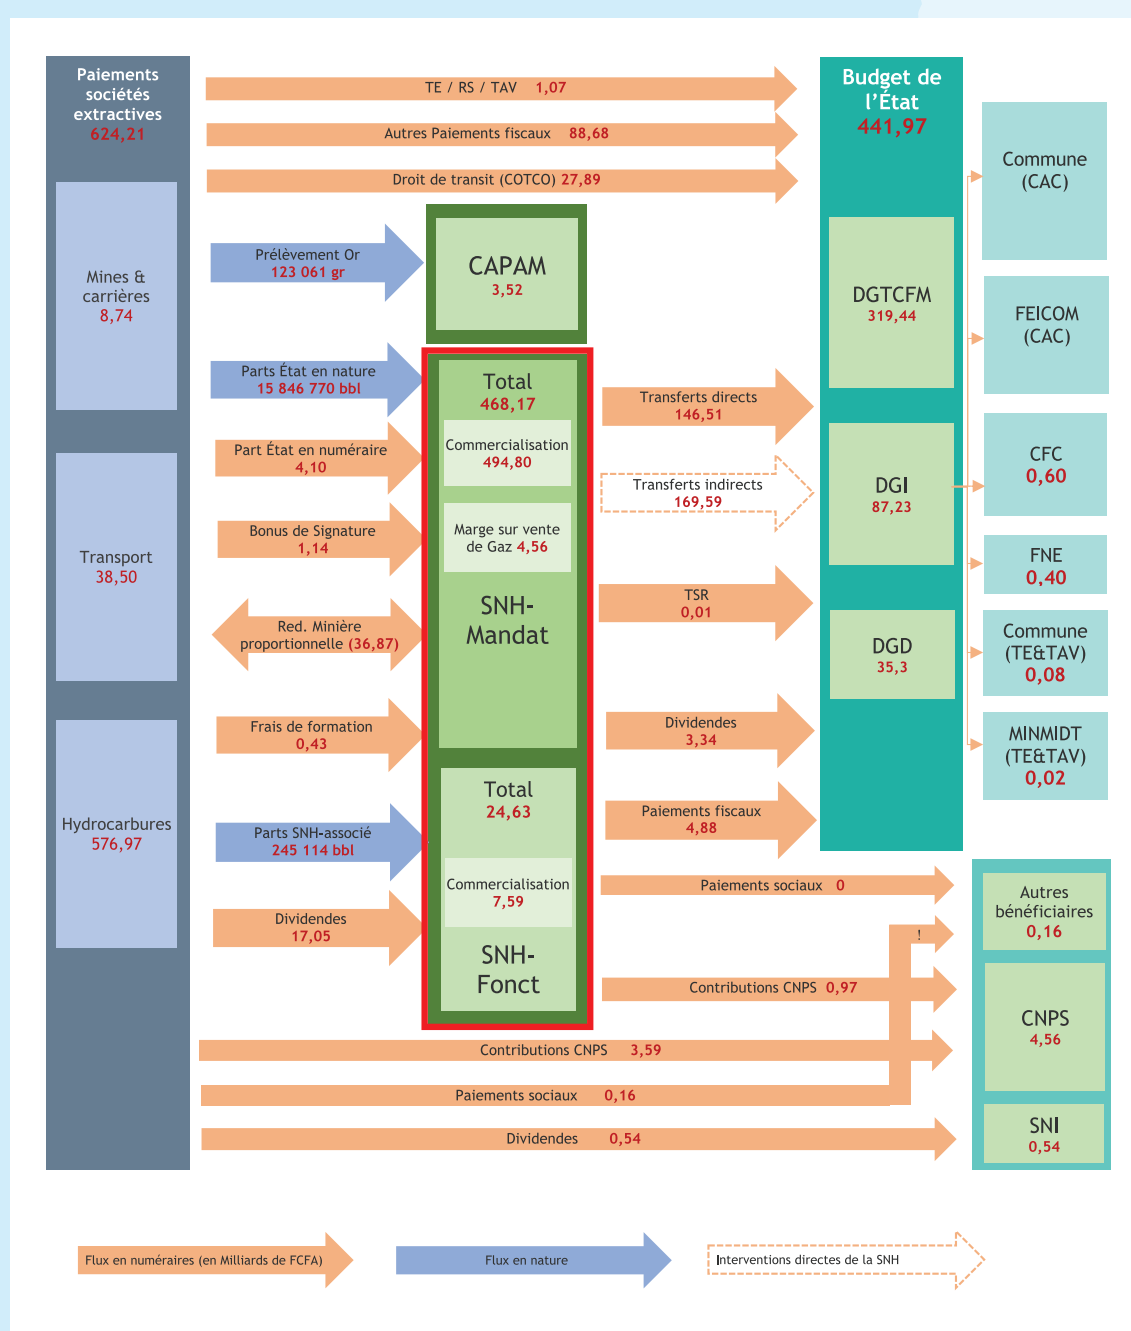 Paiements
sociétés
extractives
624,21
Mines &
carrières
8,74
Transport
38,50
Hydrocarbures
576,97
TE / RS / TAV 1,07
Autres Paiements fiscaux 88,68
Droit de transit (COTCO) 27,89
Prélèvement Or
123 061 gr
Parts État en nature
15 846 770 bbl
Part État en numéraire
4,10
Bonus de Signature
1,14
Red. Minière
proportionnelle (36,87)
Frais de formation
0,43
Parts SNH-associé
245 114 bbl
Dividendes
17,05
CAPAM
3,52
Total
468,17
Commercialisation
494,80
Marge sur vente
de Gaz 4,56
SNH-
Mandat
Total
24,63
Commercialisation
7,59
SNH-
Fonct
Transferts directs
146,51
Transferts indirects
169,59
TSR
0,01
Dividendes
3,34
Paiements fiscaux
4,88
Paiements sociaux 0
!
Contributions CNPS 0,97
Contributions CNPS 3,59
Paiements sociaux 0,16
Dividendes 0,54
Budget de
l'État
441,97
DGTCFM
319,44
DGI
87,23
DGD
35,3
Commune
(CAC)
FEICOM
(CAC)
CFC
0,60
FNE
0,40
Commune
(TE&TAV)
0,08
MINMIDT
(TE&TAV)
0,02
Autres
bénéficiaires
0,16
CNPS
4,56
SNI
0,54
Flux en numéraires (en Milliards de FCFA)
Flux en nature
Interventions directes de la SNH